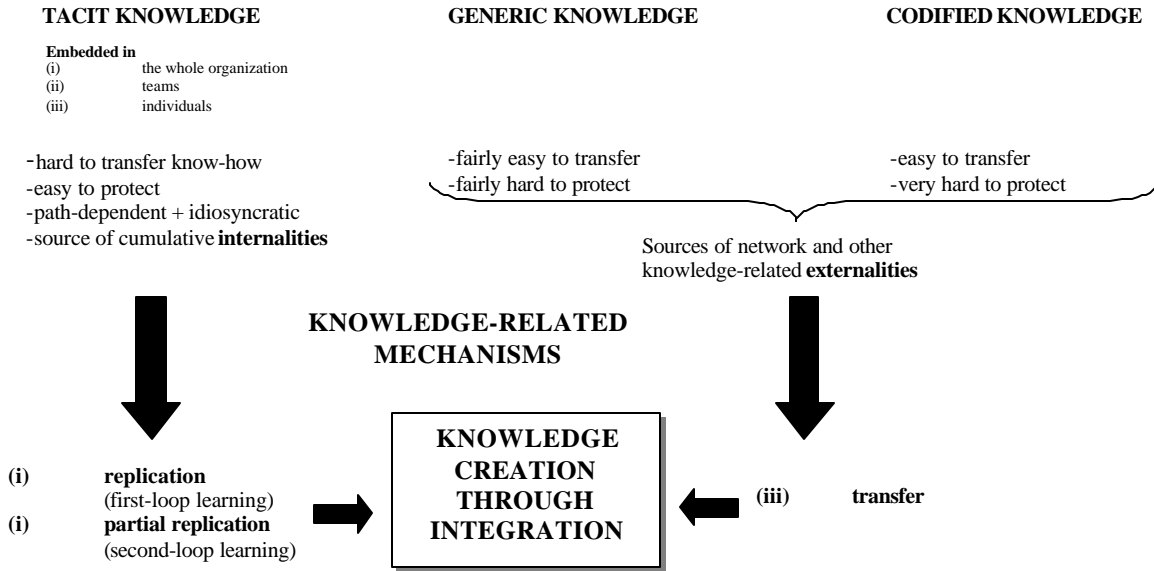 TACIT KNOWLEDGE
GENERIC KNOWLEDGE
CODIFIED KNOWLEDGE
Embedded in
(i) the whole organization
(ii) teams
(iii) individuals
-hard to transfer know-how
-easy to protect
-path-dependent + idiosyncratic
-source of cumulative internalities
-fairly easy to transfer
-fairly hard to protect
-easy to transfer
-very hard to protect
Sources of network and other
knowledge-related externalities
KNOWLEDGE-RELATED
MECHANISMS
(i) replication
(first-loop learning)
(i) partial replication
(second-loop learning)
KNOWLEDGE
CREATION
THROUGH
INTEGRATION
(iii) transfer